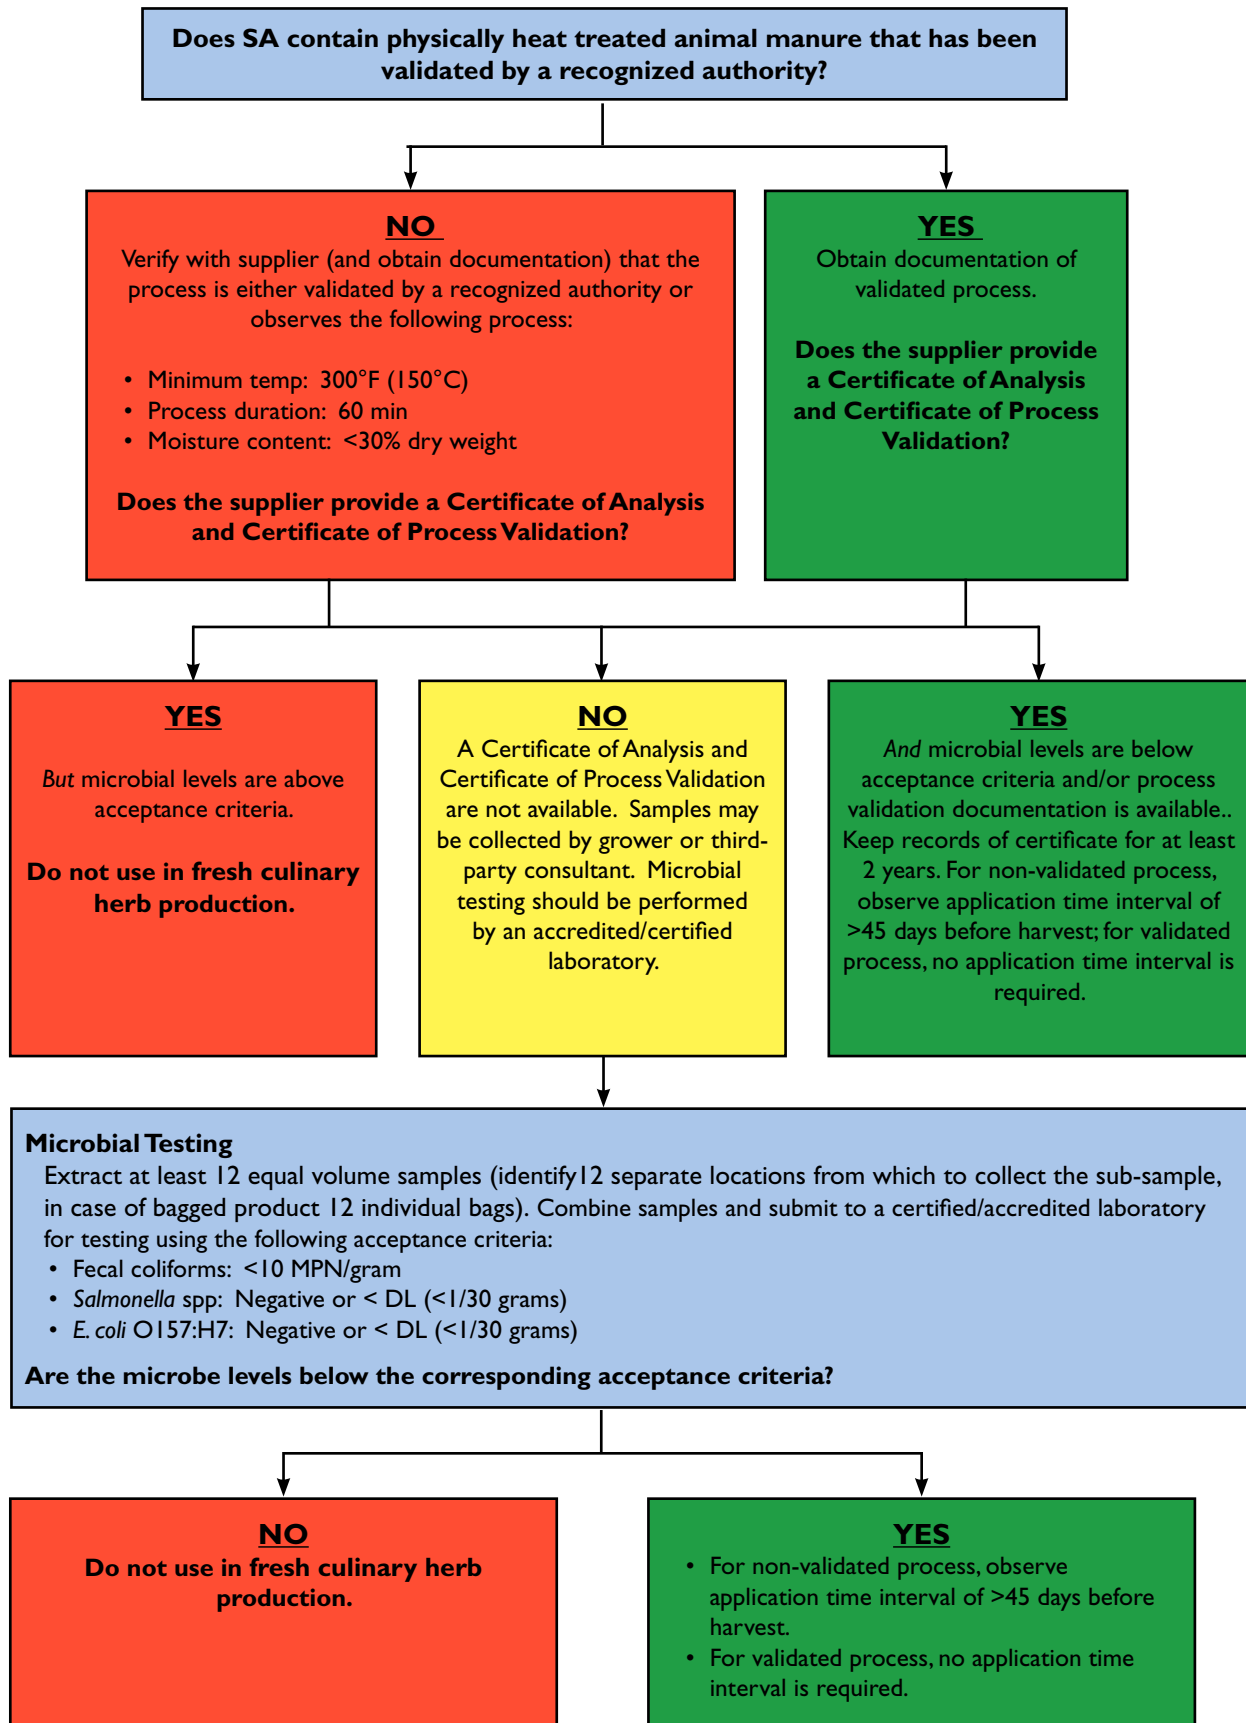 Does SA contain physically heat treated animal manure that has been
validated by a recognized authority?
NO
Verify with supplier (and obtain documentation) that the
process is either validated by a recognized authority or
observes the following process:
• Minimum temp: 300°F (150°C)
• Process duration: 60 min
• Moisture content: <30% dry weight
Does the supplier provide a Certificate of Analysis
and Certificate of Process Validation?
YES
Obtain documentation of
validated process.
Does the supplier provide
a Certificate of Analysis
and Certificate of Process
Validation?
YES
But microbial levels are above
acceptance criteria.
Do not use in fresh culinary
herb production.
NO
A Certificate of Analysis and
Certificate of Process Validation
are not available. Samples may
be collected by grower or third-
party consultant. Microbial
testing should be performed
by an accredited/certified
laboratory.
YES
And microbial levels are below
acceptance criteria and/or process
validation documentation is available..
Keep records of certificate for at least
2 years. For non-validated process,
observe application time interval of
>45 days before harvest; for validated
process, no application time interval is
required.
Microbial Testing
Extract at least 12 equal volume samples (identify12 separate locations from which to collect the sub-sample,
in case of bagged product 12 individual bags). Combine samples and submit to a certified/accredited laboratory
for testing using the following acceptance criteria:
• Fecal coliforms: <10 MPN/gram
• Salmonella spp: Negative or < DL (<1/30 grams)
• E. coli O157:H7: Negative or < DL (<1/30 grams)
Are the microbe levels below the corresponding acceptance criteria?
NO
Do not use in fresh culinary herb
production.
YES
• For non-validated process, observe
application time interval of >45 days before
harvest.
• For validated process, no application time
interval is required.